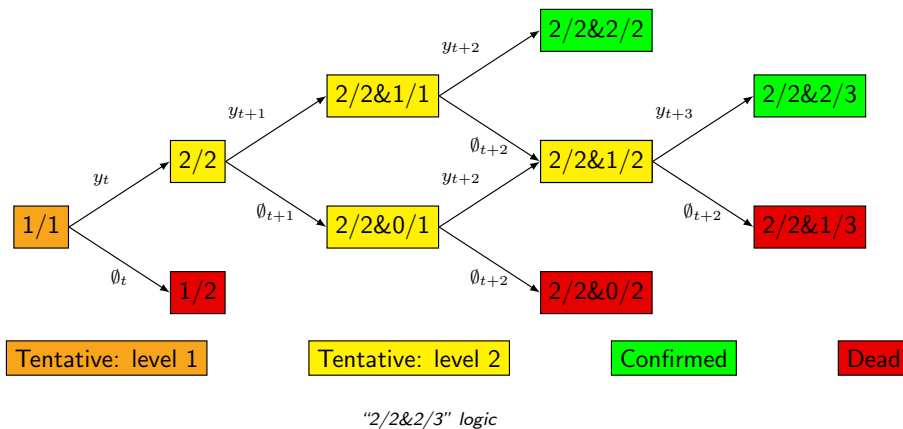 2/2&2/2
y_{t+2}
2/2&1/1
2/2&2/3
y_{t+1}
y_{t+3}
∅_{t+2}
2/2
2/2&1/2
y_t
y_{t+2}
∅_{t+1}
∅_{t+2}
1/1
2/2&0/1
2/2&1/3
∅_t
∅_{t+2}
1/2
2/2&0/2
Tentative: level 1
Tentative: level 2
Confirmed
Dead
“2/2&2/3” logic